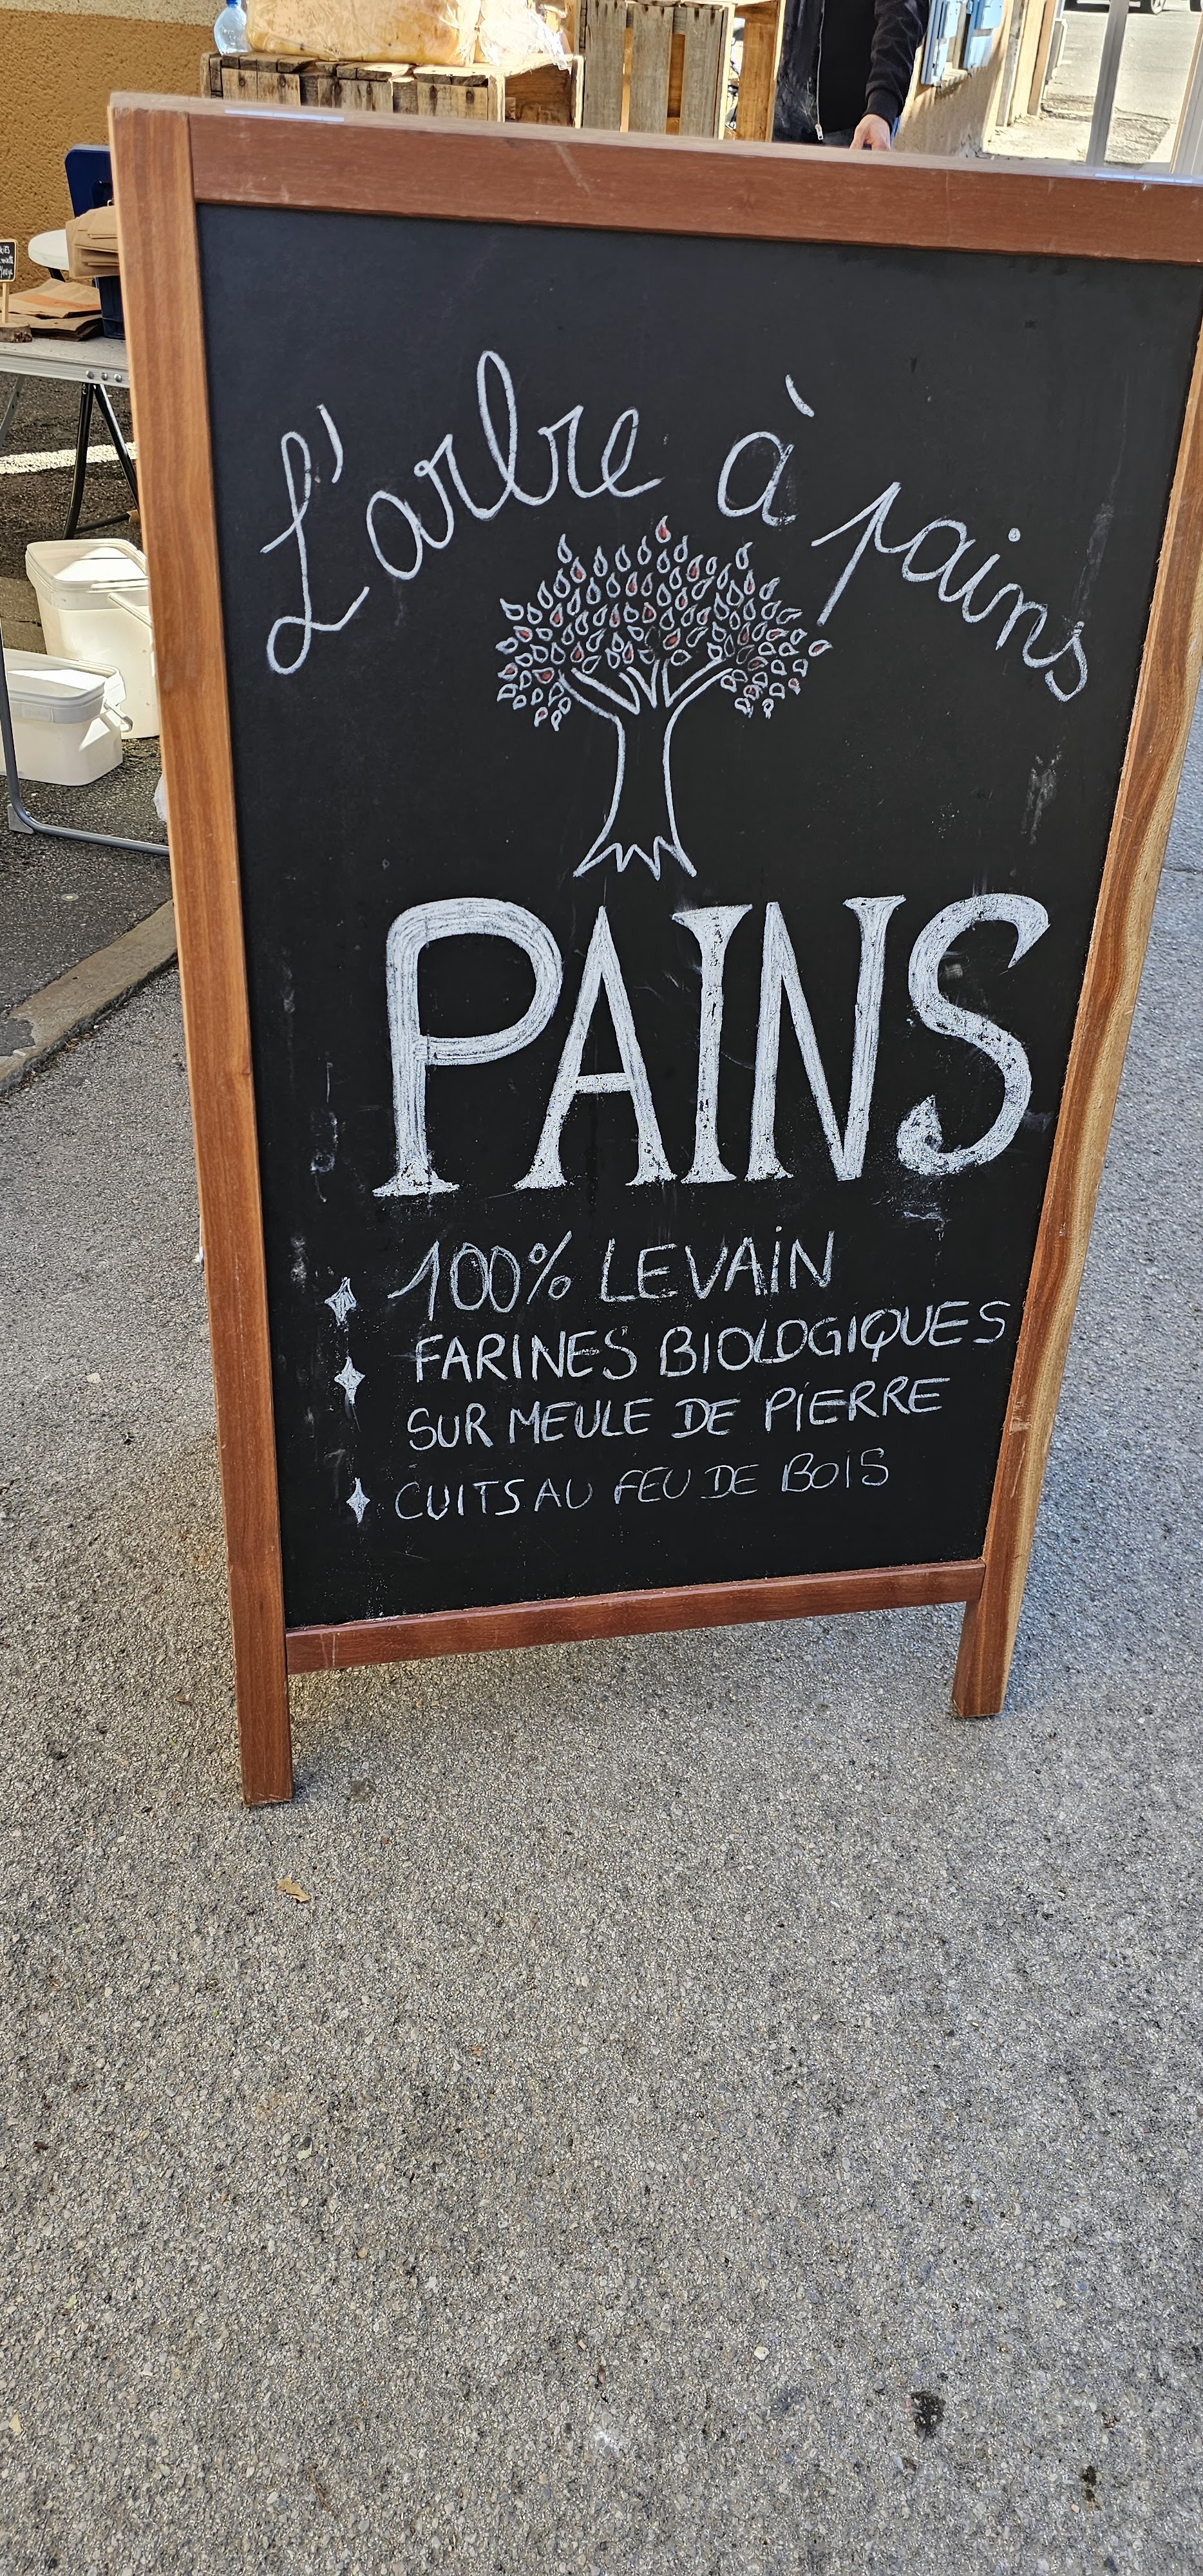 L'arbre à pains
PAINS
100% LEVAIN
FARINES BIOLOGIQUES
SUR MEULE DE PIERRE
CUITS AU FEU DE BOIS